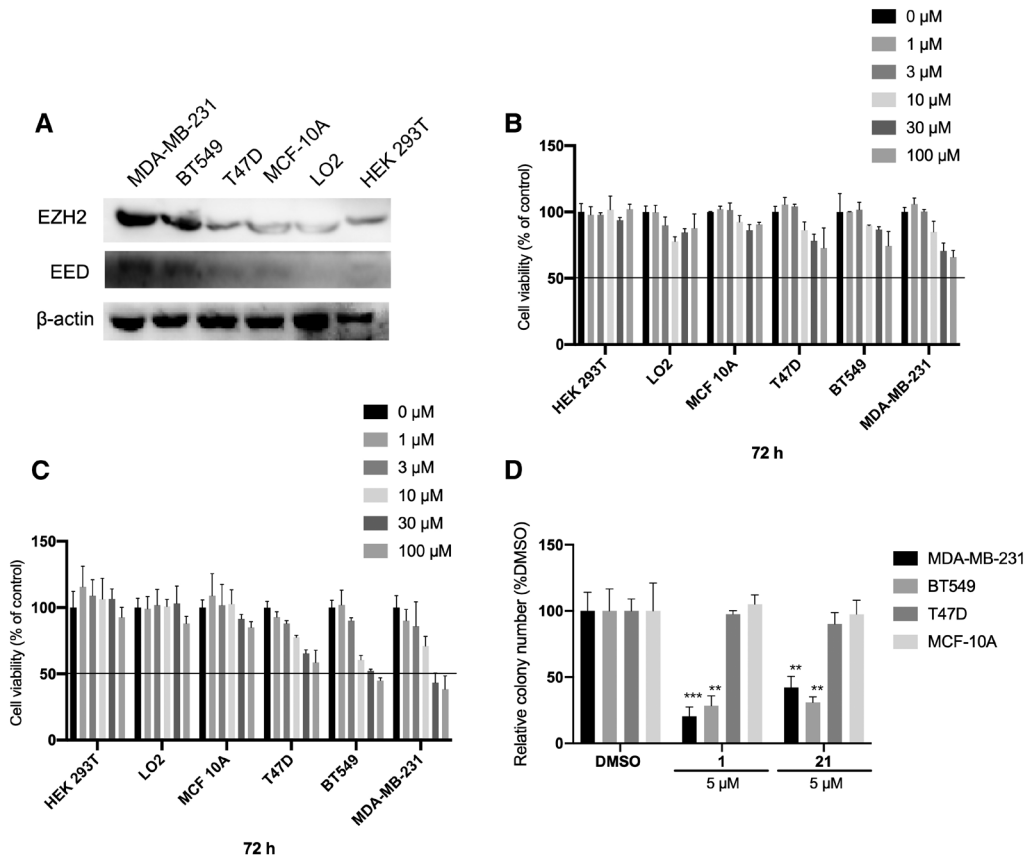 A
MDA-MB-231
BT549
T47D
MCF-10A
LO2
HEK 293T
EZH2
EED
β-actin
B
0 µM
1 µM
3 µM
10 µM
30 µM
100 µM
Cell viability (% of control)
150
100
50
0
HEK 293T
LO2
MCF 10A
T47D
BT549
MDA-MB-231
72 h
C
0 µM
1 µM
3 µM
10 µM
30 µM
100 µM
Cell viability (% of control)
150
100
50
0
HEK 293T
LO2
MCF 10A
T47D
BT549
MDA-MB-231
72 h
D
Relative colony number (%DMSO)
150
100
50
0
*** ** ** **
DMSO 1 21
5 µM 5 µM
MDA-MB-231
BT549
T47D
MCF-10A